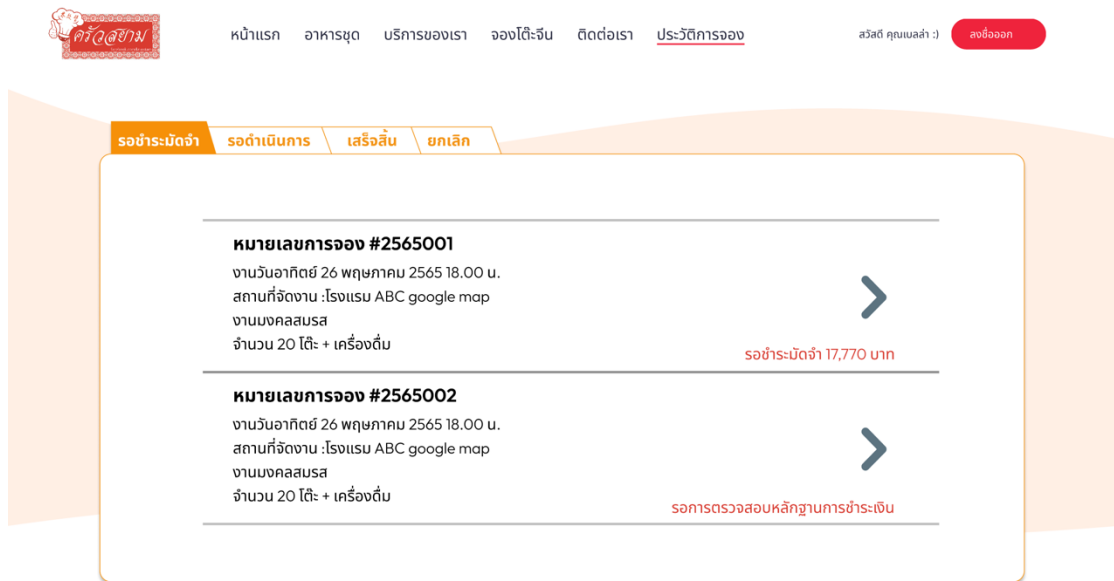 ครัวสยาม
หน้าแรก อาหารชุด บริการของเรา จองโต๊ะจีน ติดต่อเรา ประวัติการจอง สวัสดี คุณเบลล่า :) ลงชื่อออก
รอชำระมัดจำ รอดำเนินการ เสร็จสิ้น ยกเลิก
หมายเลขการจอง #2565001
งานวันอาทิตย์ 26 พฤษภาคม 2565 18.00 น.
สถานที่จัดงาน :โรงแรม ABC google map
งานมงคลสมรส
จำนวน 20 โต๊ะ + เครื่องดื่ม
รอชำระมัดจำ 17,770 บาท
หมายเลขการจอง #2565002
งานวันอาทิตย์ 26 พฤษภาคม 2565 18.00 น.
สถานที่จัดงาน :โรงแรม ABC google map
งานมงคลสมรส
จำนวน 20 โต๊ะ + เครื่องดื่ม
รอการตรวจสอบหลักฐานการชำระเงิน